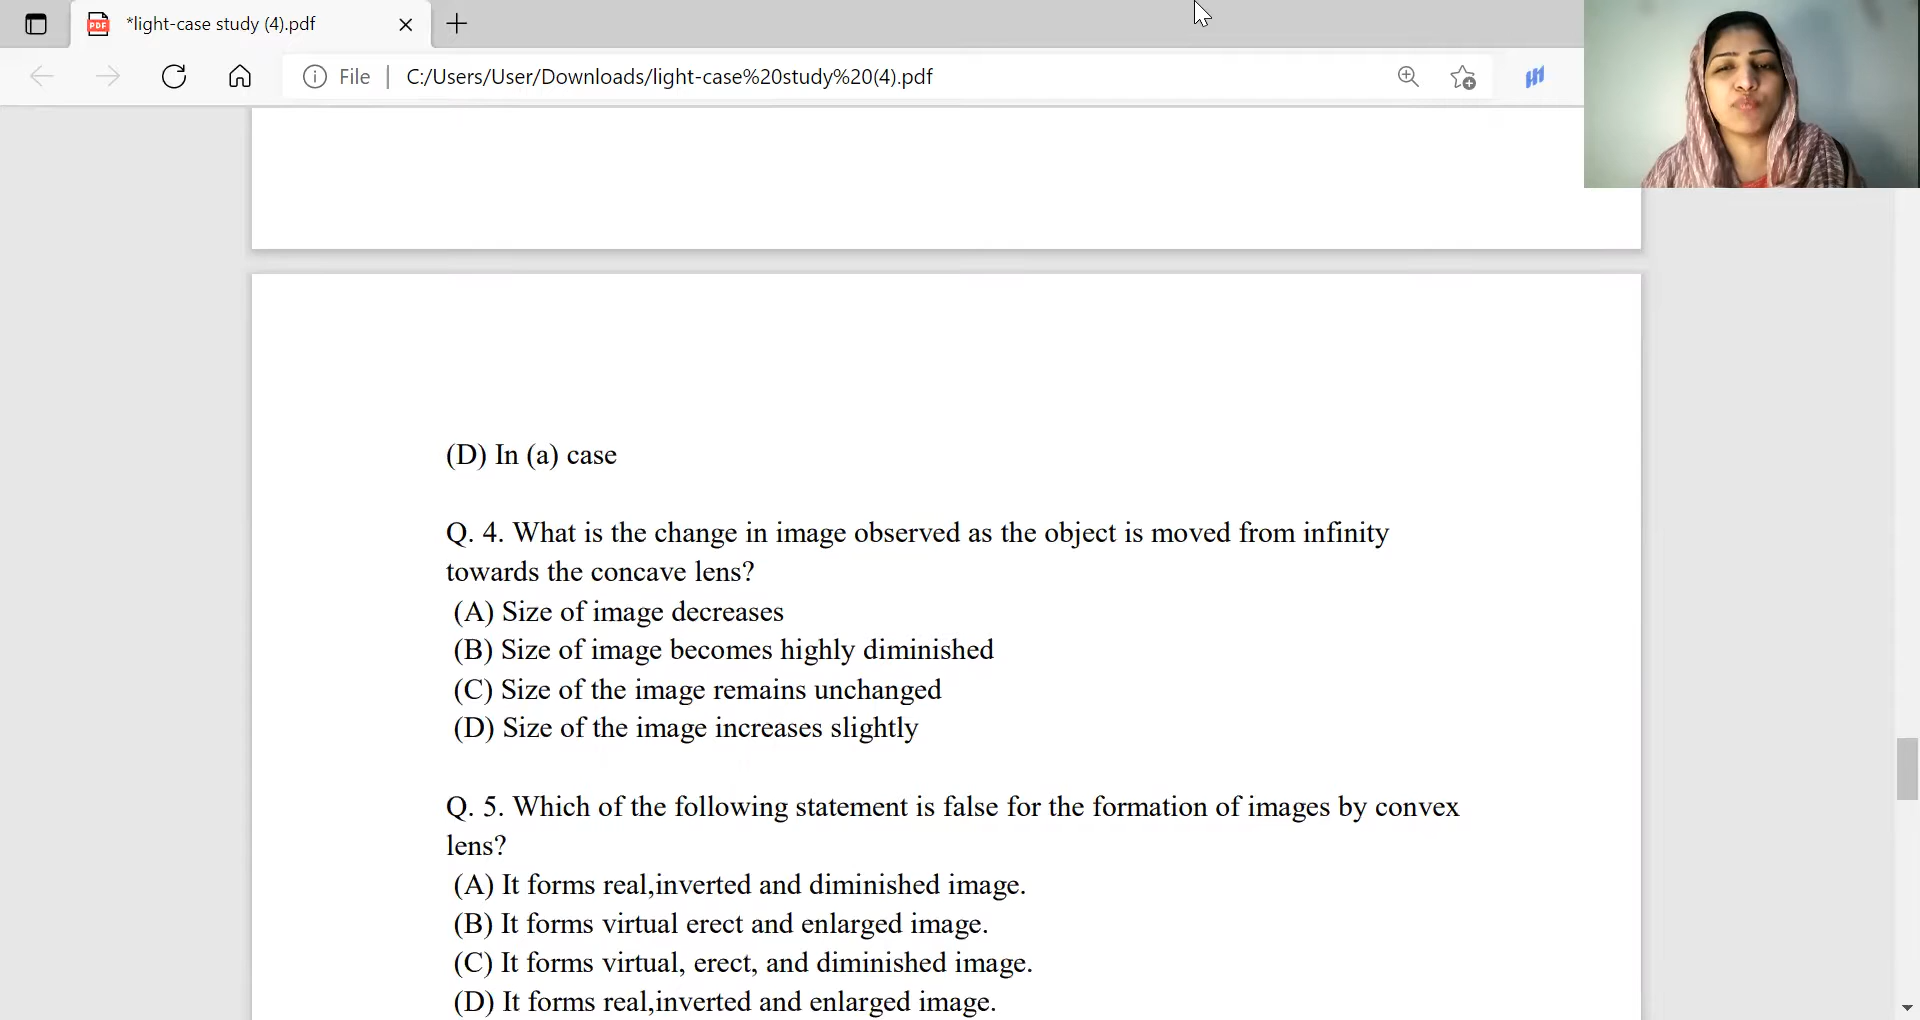 *light-case study (4).pdf
PDF
File
C:/Users/User/Downloads/light-case%20study%20(4).pdf
(D) In (a) case
Q. 4. What is the change in image observed as the object is moved from infinity
towards the concave lens?
(A) Size of image decreases
(B) Size of image becomes highly diminished
(C) Size of the image remains unchanged
(D) Size of the image increases slightly
Q. 5. Which of the following statement is false for the formation of images by convex
lens?
(A) It forms real,inverted and diminished image.
(B) It forms virtual erect and enlarged image.
(C) It forms virtual, erect, and diminished image.
(D) It forms real,inverted and enlarged image.